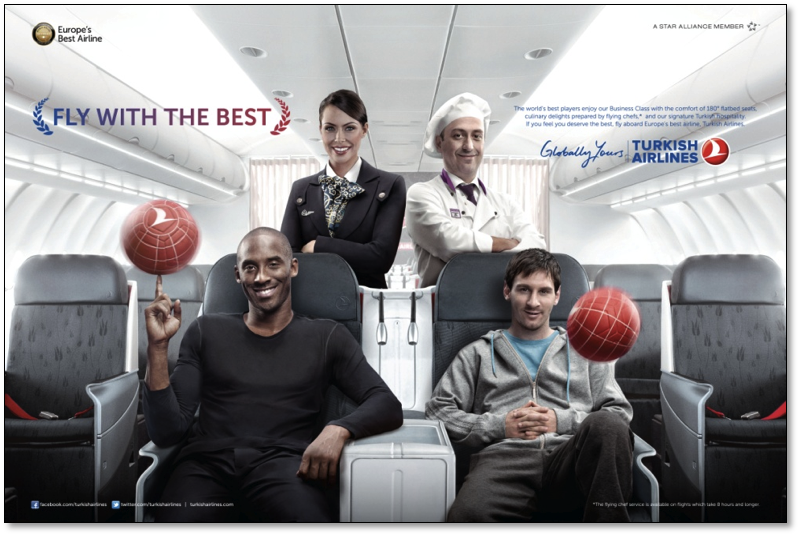 Europe's
Best Airline
A STAR ALLIANCE MEMBER
FLY WITH THE BEST
The world's best players enjoy our Business Class with the comfort of 180° flatbed seats,
culinary delights prepared by flying chefs,* and our signature Turkish hospitality.
If you feel you deserve the best, fly aboard Europe's best airline, Turkish Airlines.
Globally Yours
TURKISH
AIRLINES
facebook.com/turkishairlines twitter.com/turkishairlines | turkishairlines.com
*The flying chef service is available on flights which take 8 hours and longer.